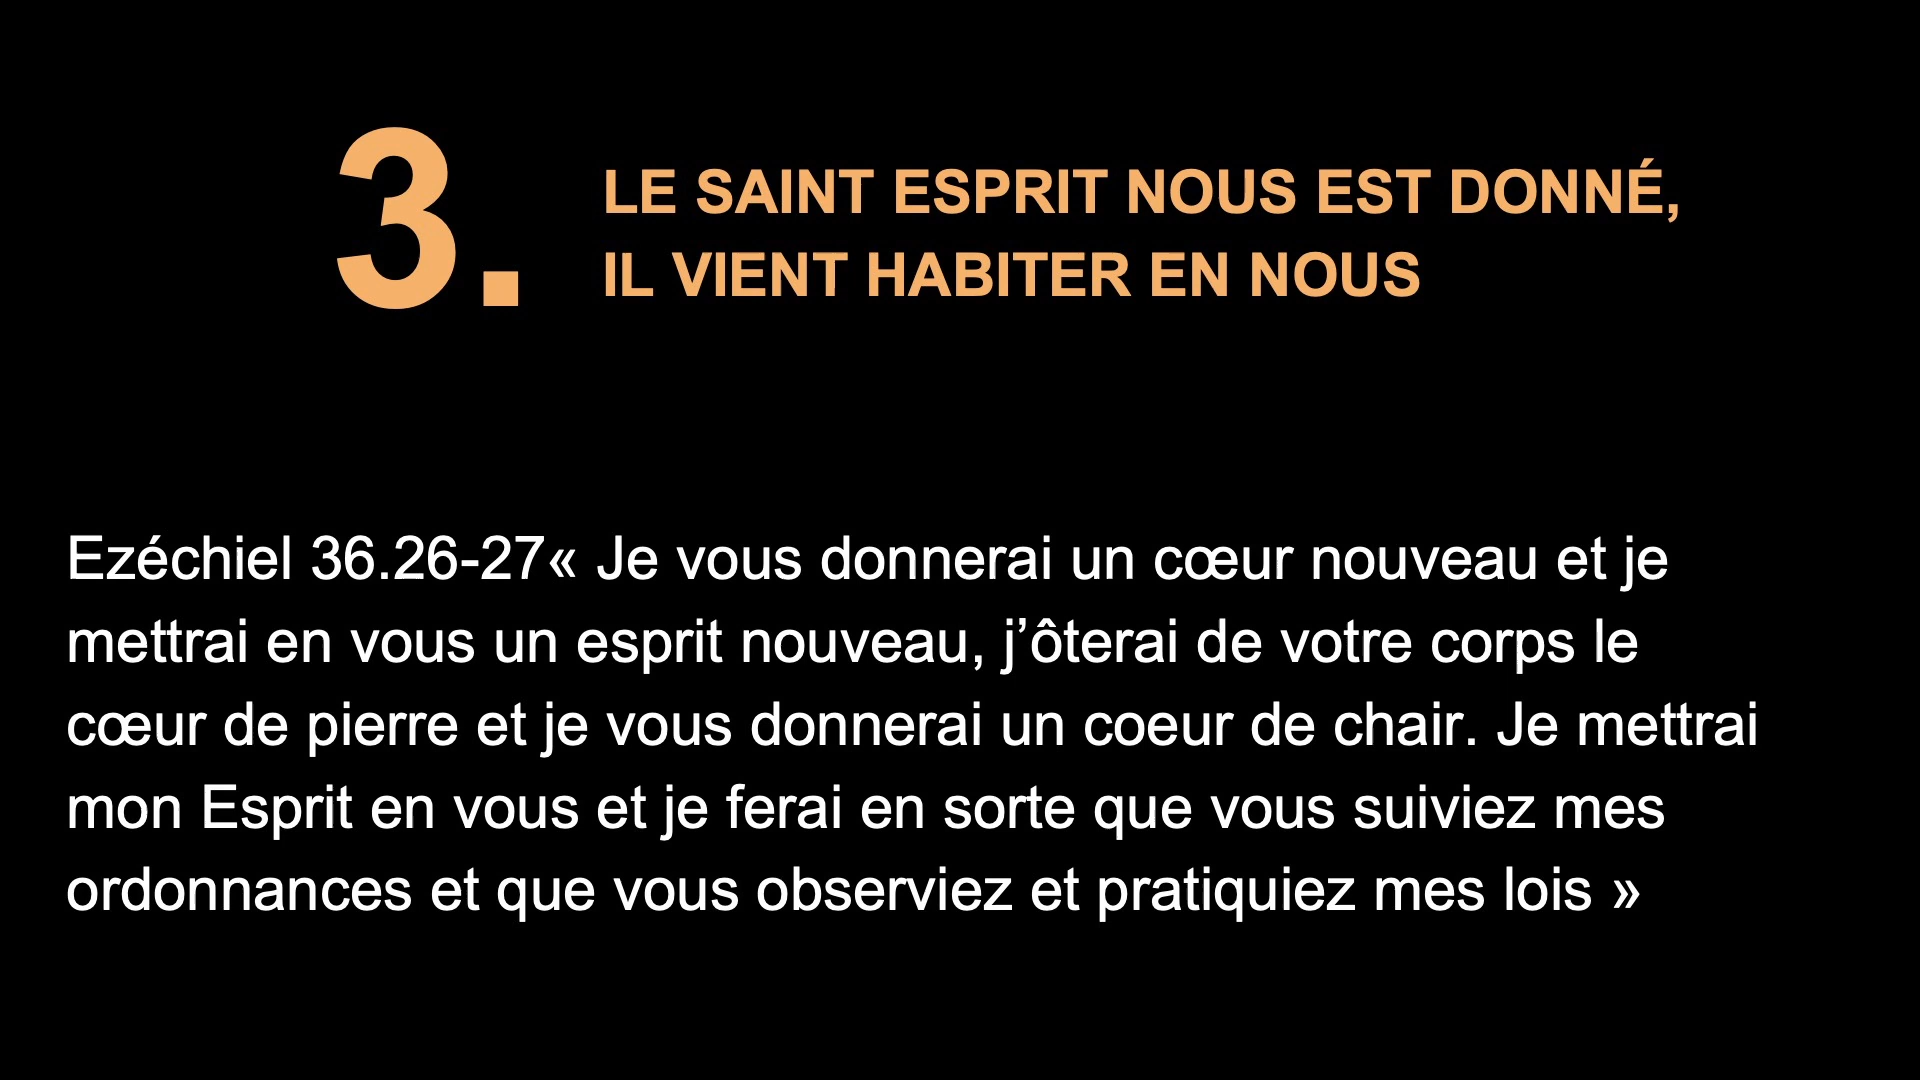 3.
LE SAINT ESPRIT NOUS EST DONNÉ,
IL VIENT HABITER EN NOUS
Ezéchiel 36.26-27« Je vous donnerai un cœur nouveau et je
mettrai en vous un esprit nouveau, j’ôterai de votre corps le
cœur de pierre et je vous donnerai un coeur de chair. Je mettrai
mon Esprit en vous et je ferai en sorte que vous suiviez mes
ordonnances et que vous observiez et pratiquiez mes lois »